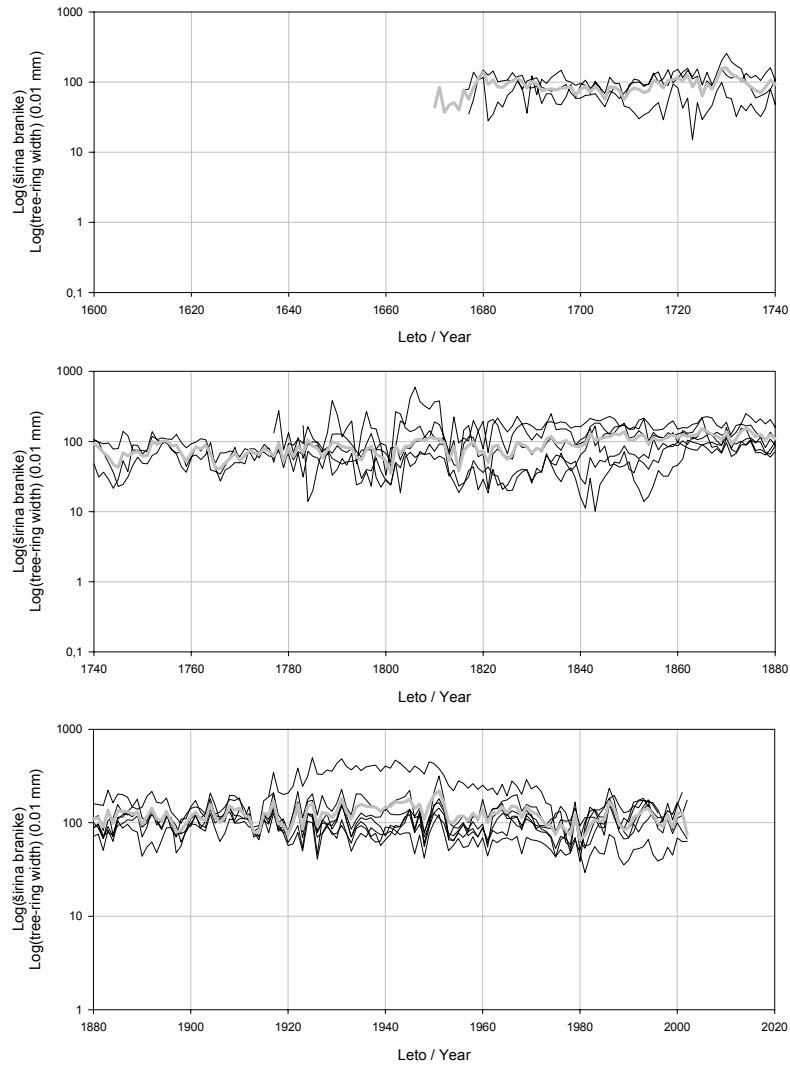 Log(širina branike)
Log(tree-ring width) (0.01 mm)
1000
100
10
1
0,1
1600 1620 1640 1660 1680 1700 1720 1740
Leto / Year
Log(širina branike)
Log(tree-ring width) (0.01 mm)
1000
100
10
1
0,1
1740 1760 1780 1800 1820 1840 1860 1880
Leto / Year
Log(širina branike)
Log(tree-ring width) (0.01 mm)
1000
100
10
1
1880 1900 1920 1940 1960 1980 2000 2020
Leto / Year